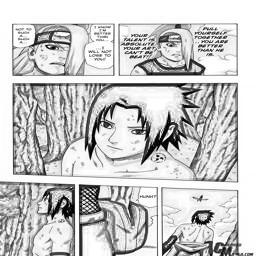 I KNOW
I'M
BETTER
THAN
YOU...
I
WILL NOT
LOSE TO
YOU!
YOUR
TALENT IS
ABSOLUTE
YOUR ART
CAN'T BE
BEAT!
PULL
YOURSELF
TOGETHER
...YOU ARE
BETTER
THAN HE
IS.
HUNH?